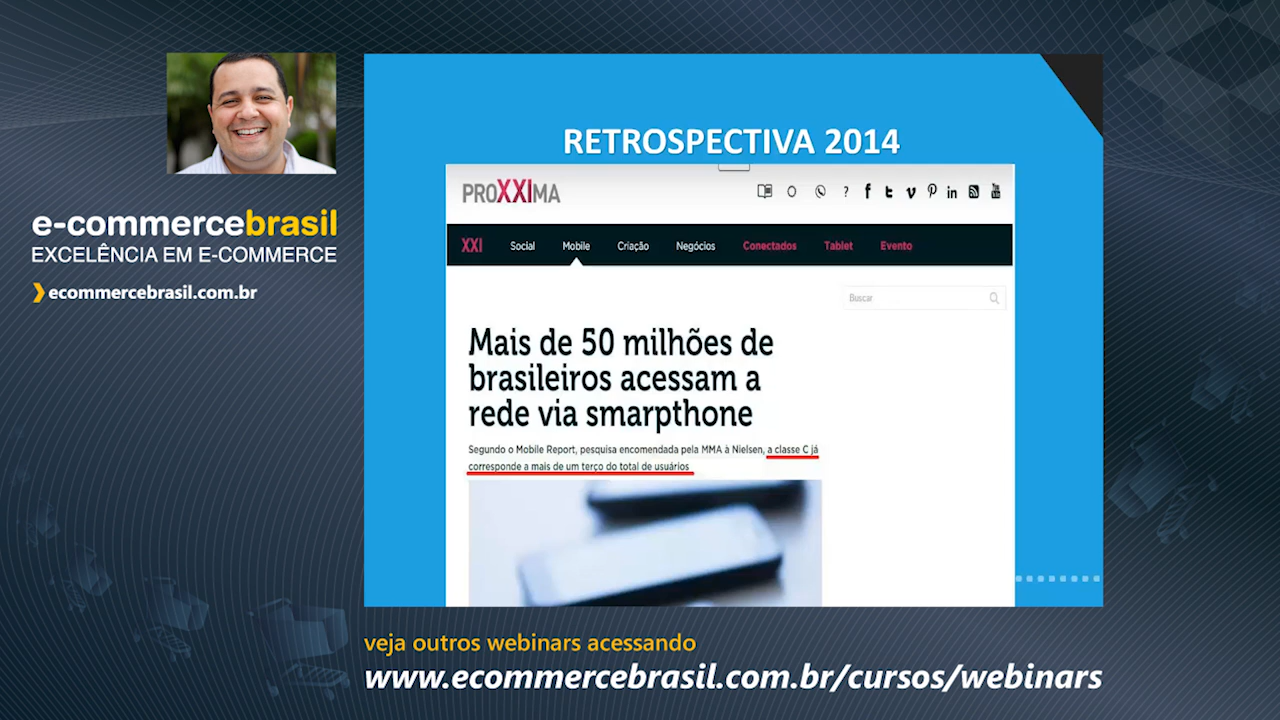 e-commercebrasil
EXCELÊNCIA EM E-COMMERCE
ecommercebrasil.com.br
RETROSPECTIVA 2014
PROXXIMA
XXI Social Mobile Criação Negócios Conectados Tablet Evento
Buscar
Mais de 50 milhões de
brasileiros acessam a
rede via smarpthone
Segundo o Mobile Report, pesquisa encomendada pela MMA à Nielsen, a classe C já
corresponde a mais de um terço do total de usuários
veja outros webinars acessando
www.ecommercebrasil.com.br/cursos/webinars